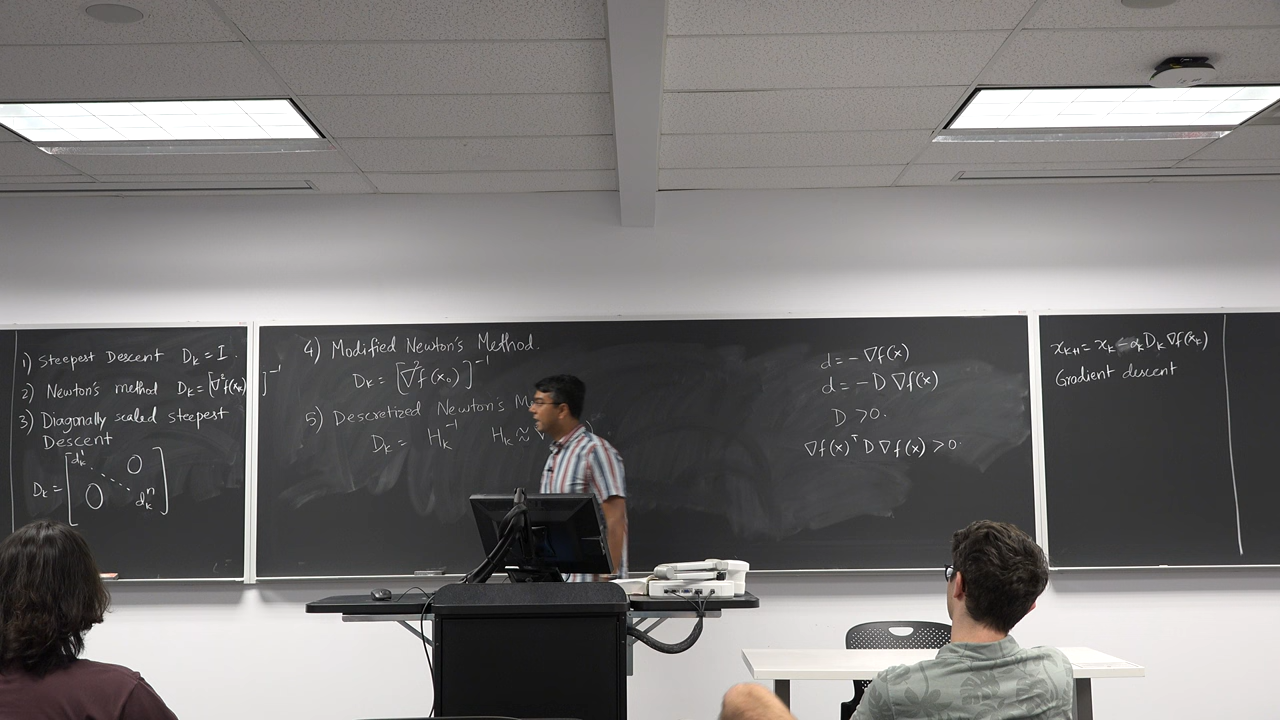 1) Steepest Descent D_k = I.
2) Newton's method D_k = [∇²f(x_k)]⁻¹
3) Diagonally scaled steepest
Descent
D_k = [d_k^1 ⋱ 0 0 d_k^n]
4) Modified Newton's Method.
D_k = [∇²f(x_0)]⁻¹
5) Descretized Newton's
D_k = H_k⁻¹ H_k ≈
d = -∇f(x)
d = -D ∇f(x)
D >0.
∇f(x)ᵀ D ∇f(x) >0.
x_{k+1} = x_k - α_k D_k ∇f(x_k)
Gradient descent